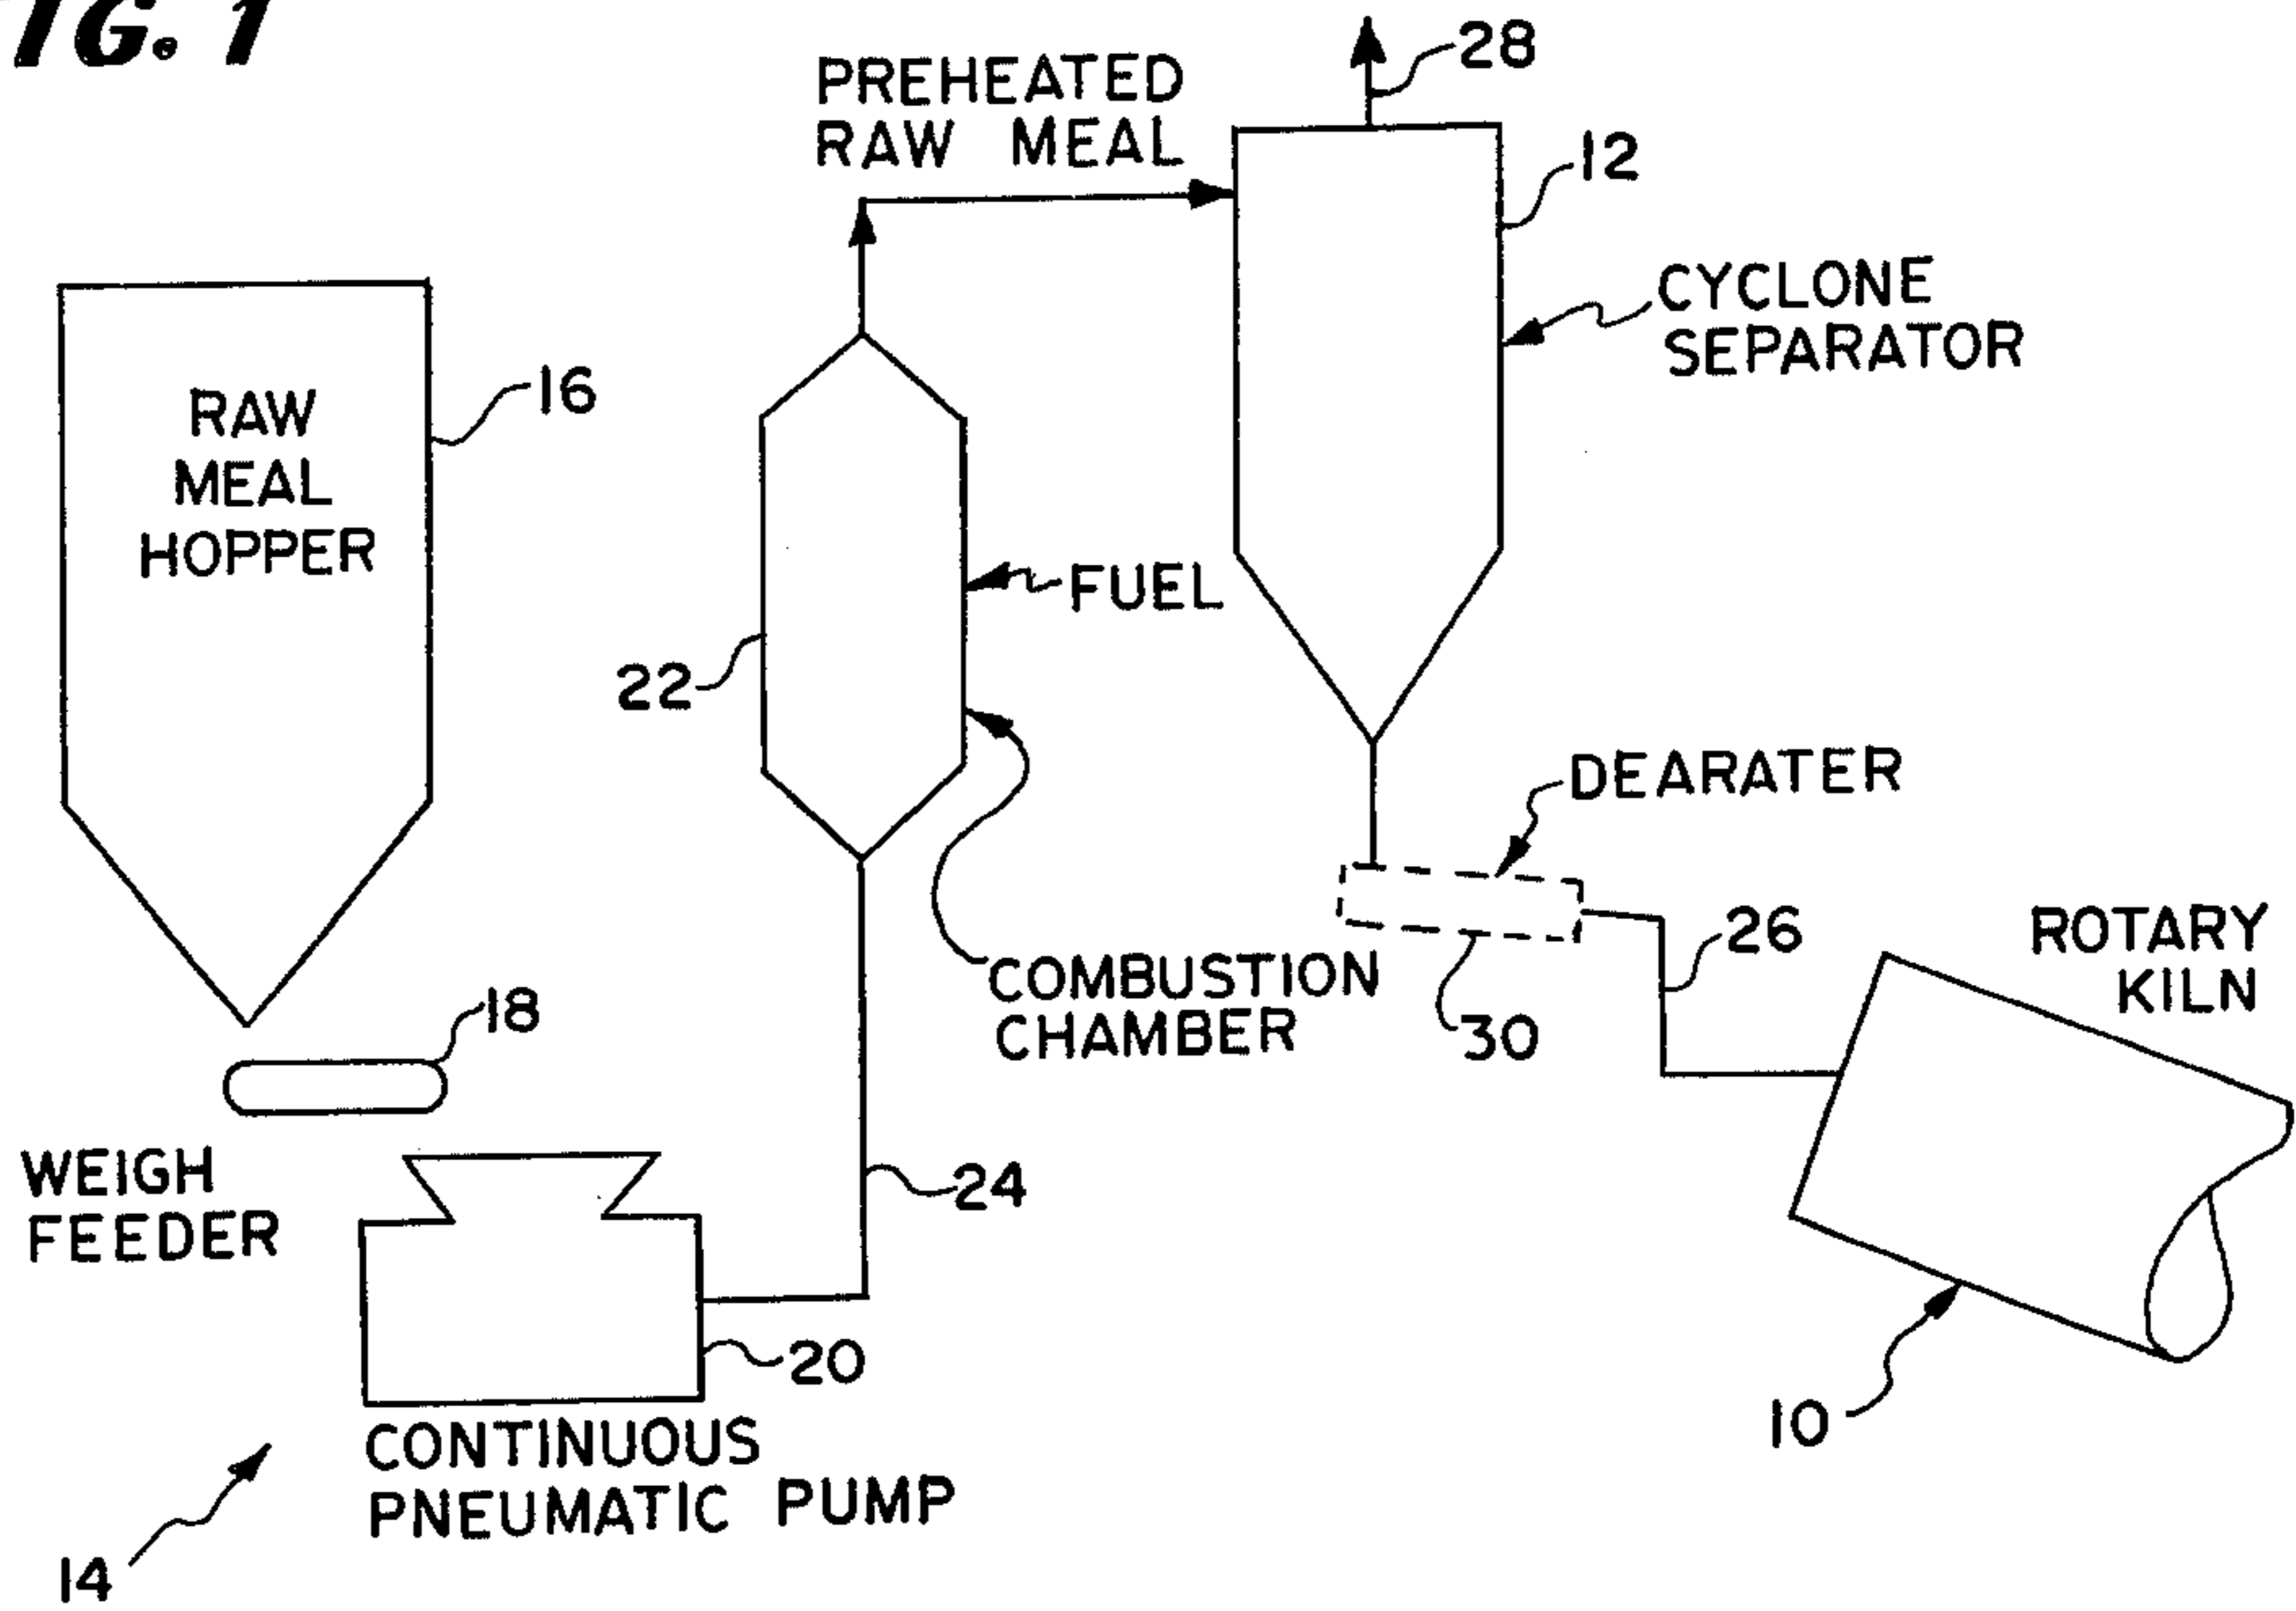 IG. 1
28
PREHEATED
RAW MEAL
12
CYCLONE
SEPARATOR
16
RAW
MEAL
HOPPER
FUEL
22
DEARATER
26
ROTARY
KILN
COMBUSTION
CHAMBER
30
18
WEIGH
FEEDER
24
20
10
CONTINUOUS
PNEUMATIC PUMP
14